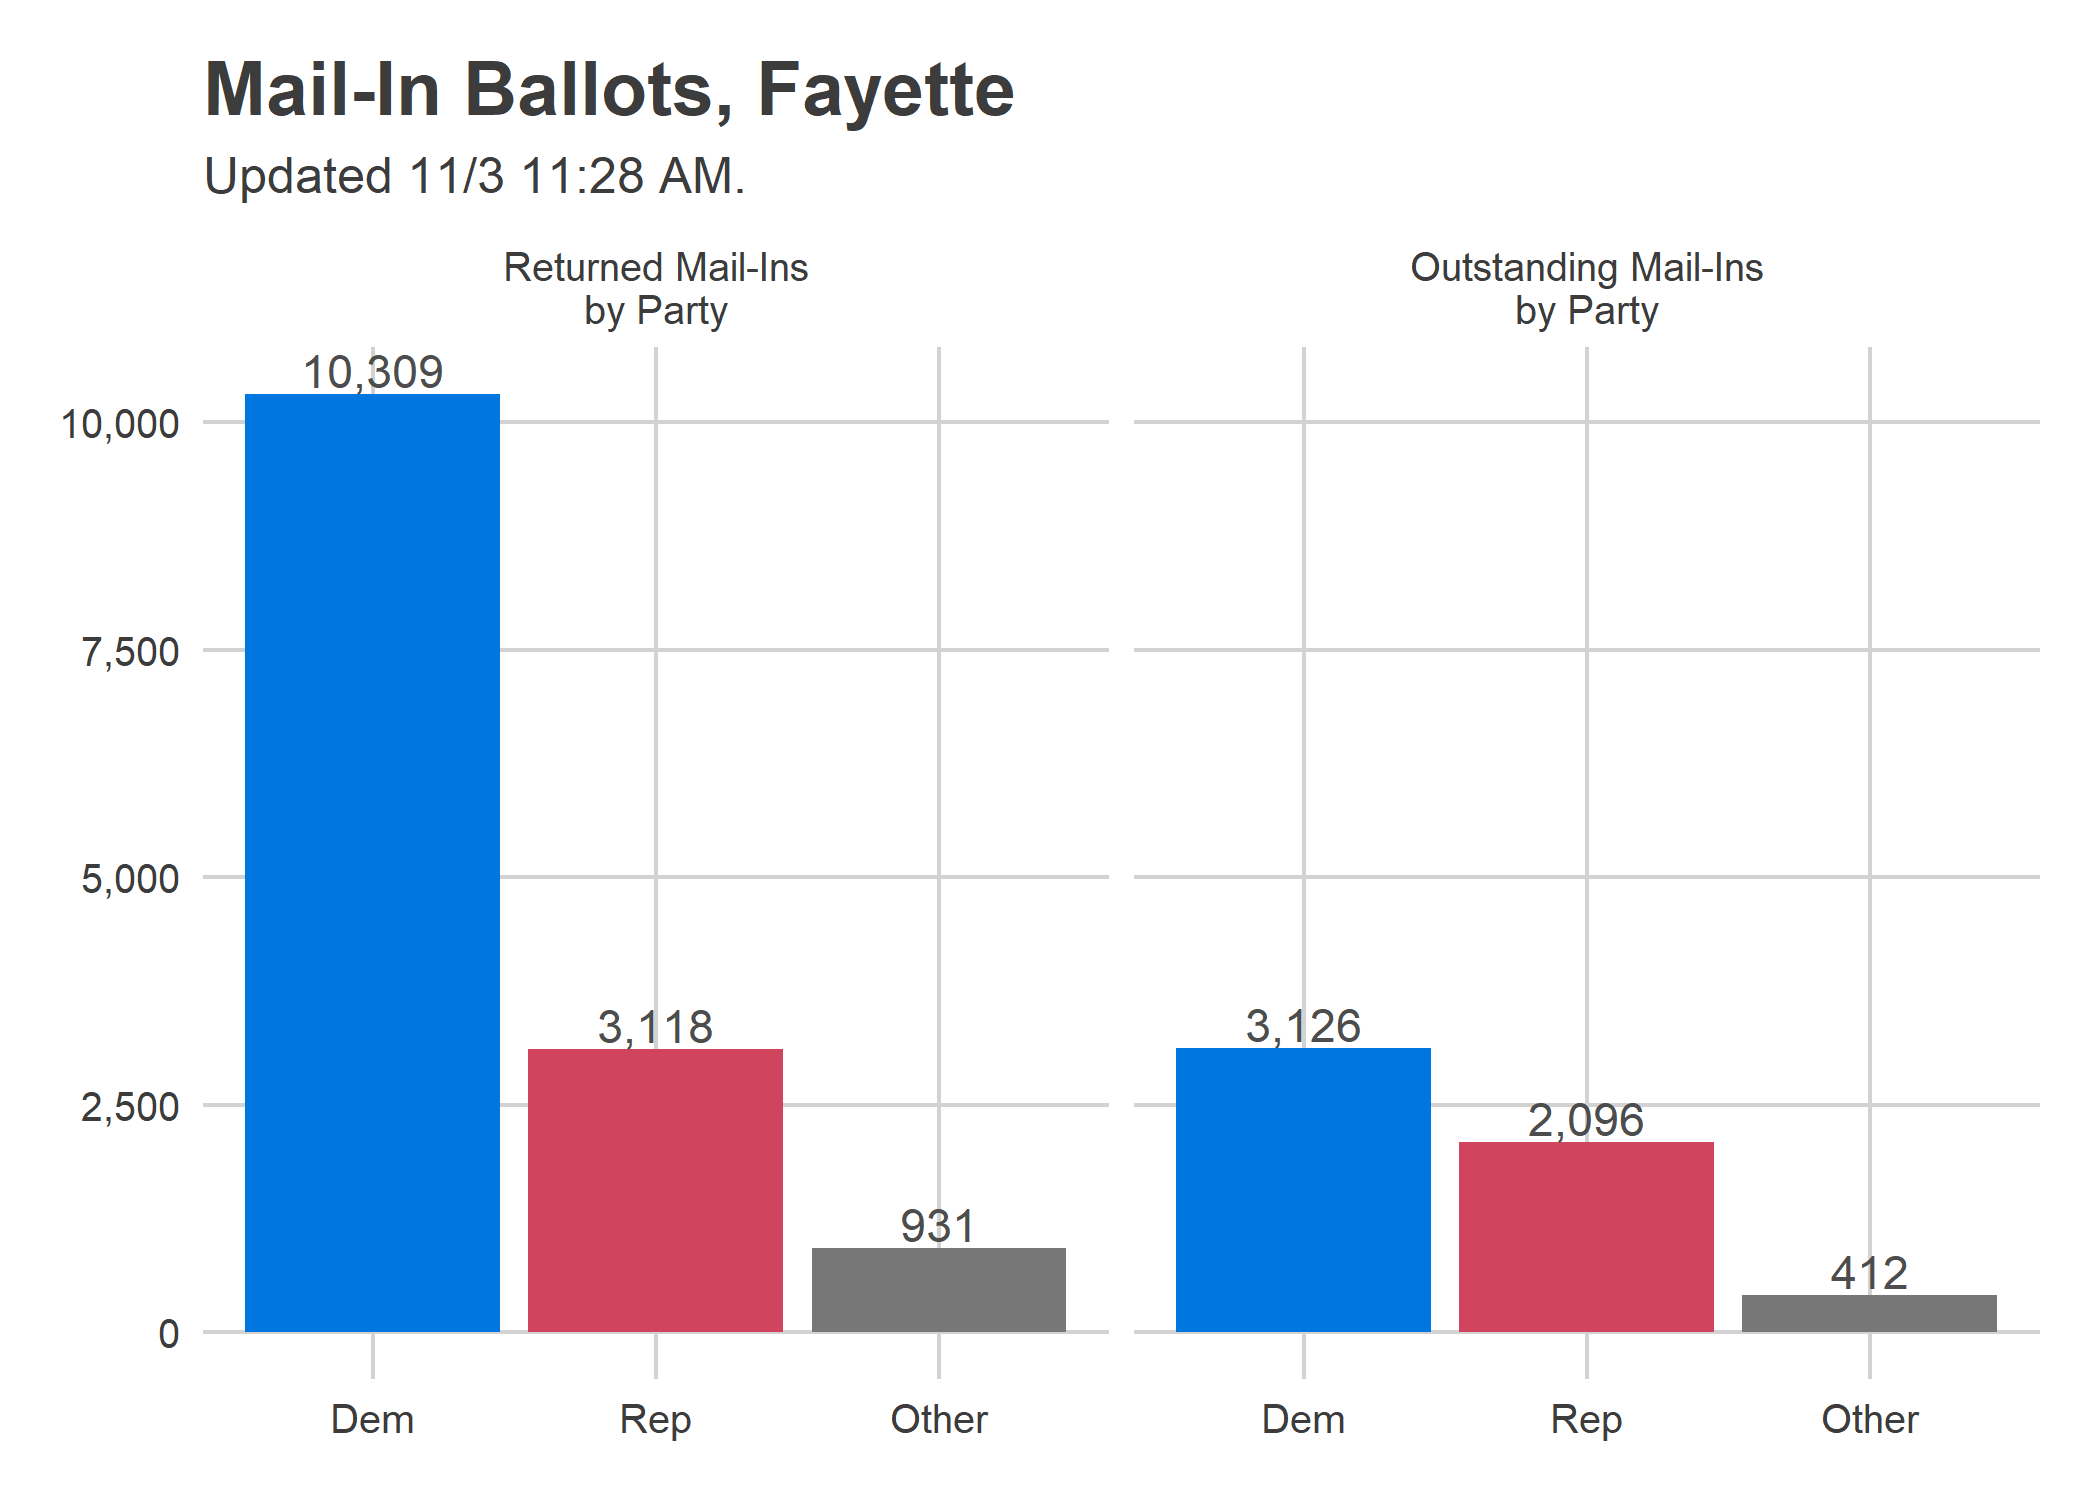 Mail-In Ballots, Fayette
Updated 11/3 11:28 AM.
Returned Mail-Ins
by Party
Outstanding Mail-Ins
by Party
10,000
7,500
5,000
2,500
0
10,309
3,118
931
3,126
2,096
412
Dem
Rep
Other
Dem
Rep
Other